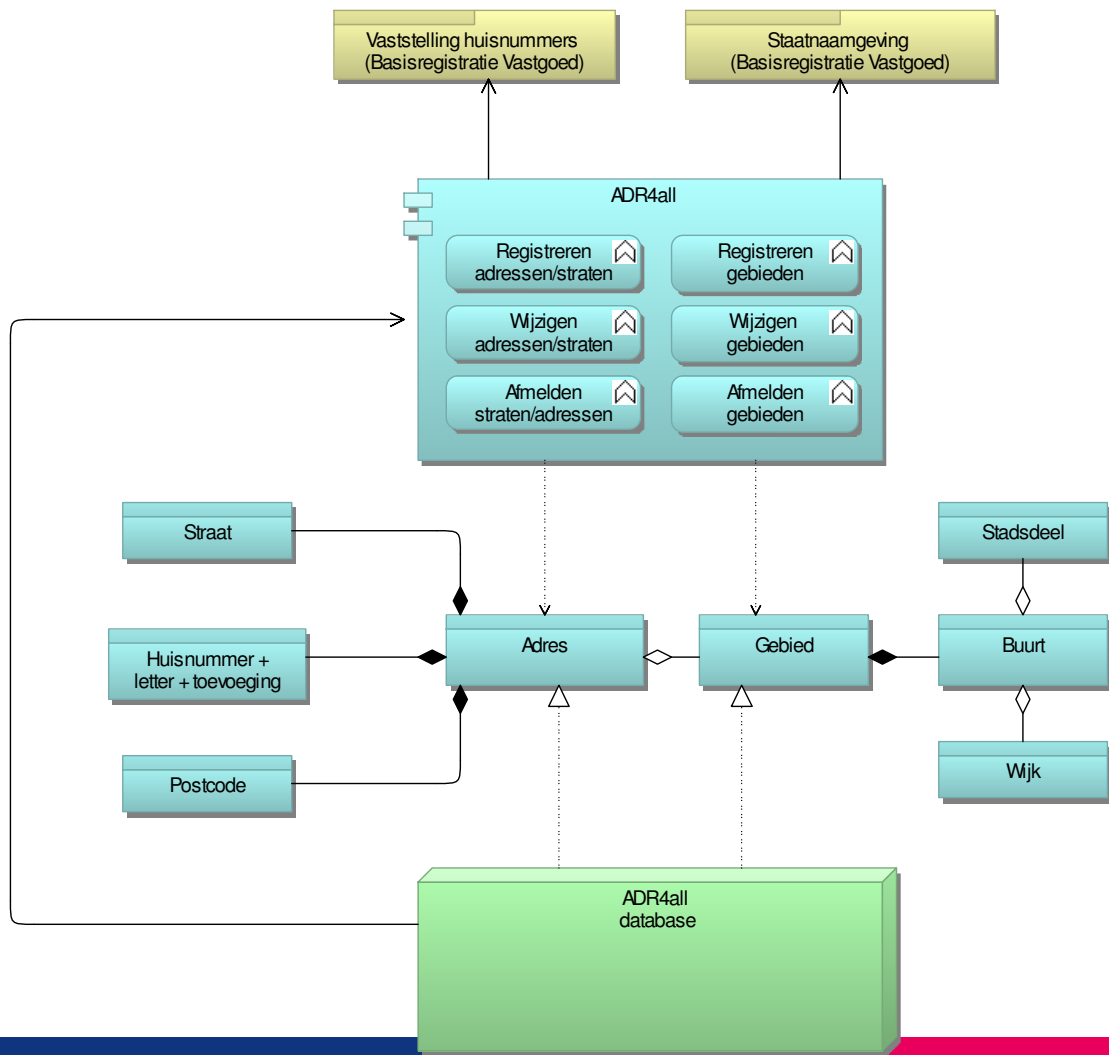 Vaststelling huisnummers
(Basisregistratie Vastgoed)
Staatnaamgeving
(Basisregistratie Vastgoed)
ADR4all
Registreren
adressen/straten
Registreren
gebieden
Wijzigen
adressen/straten
Wijzigen
gebieden
Afmelden
straten/adressen
Afmelden
gebieden
Straat
Stadsdeel
Adres
Gebied
Buurt
Huisnummer +
letter + toevoeging
Postcode
Wijk
ADR4all
database